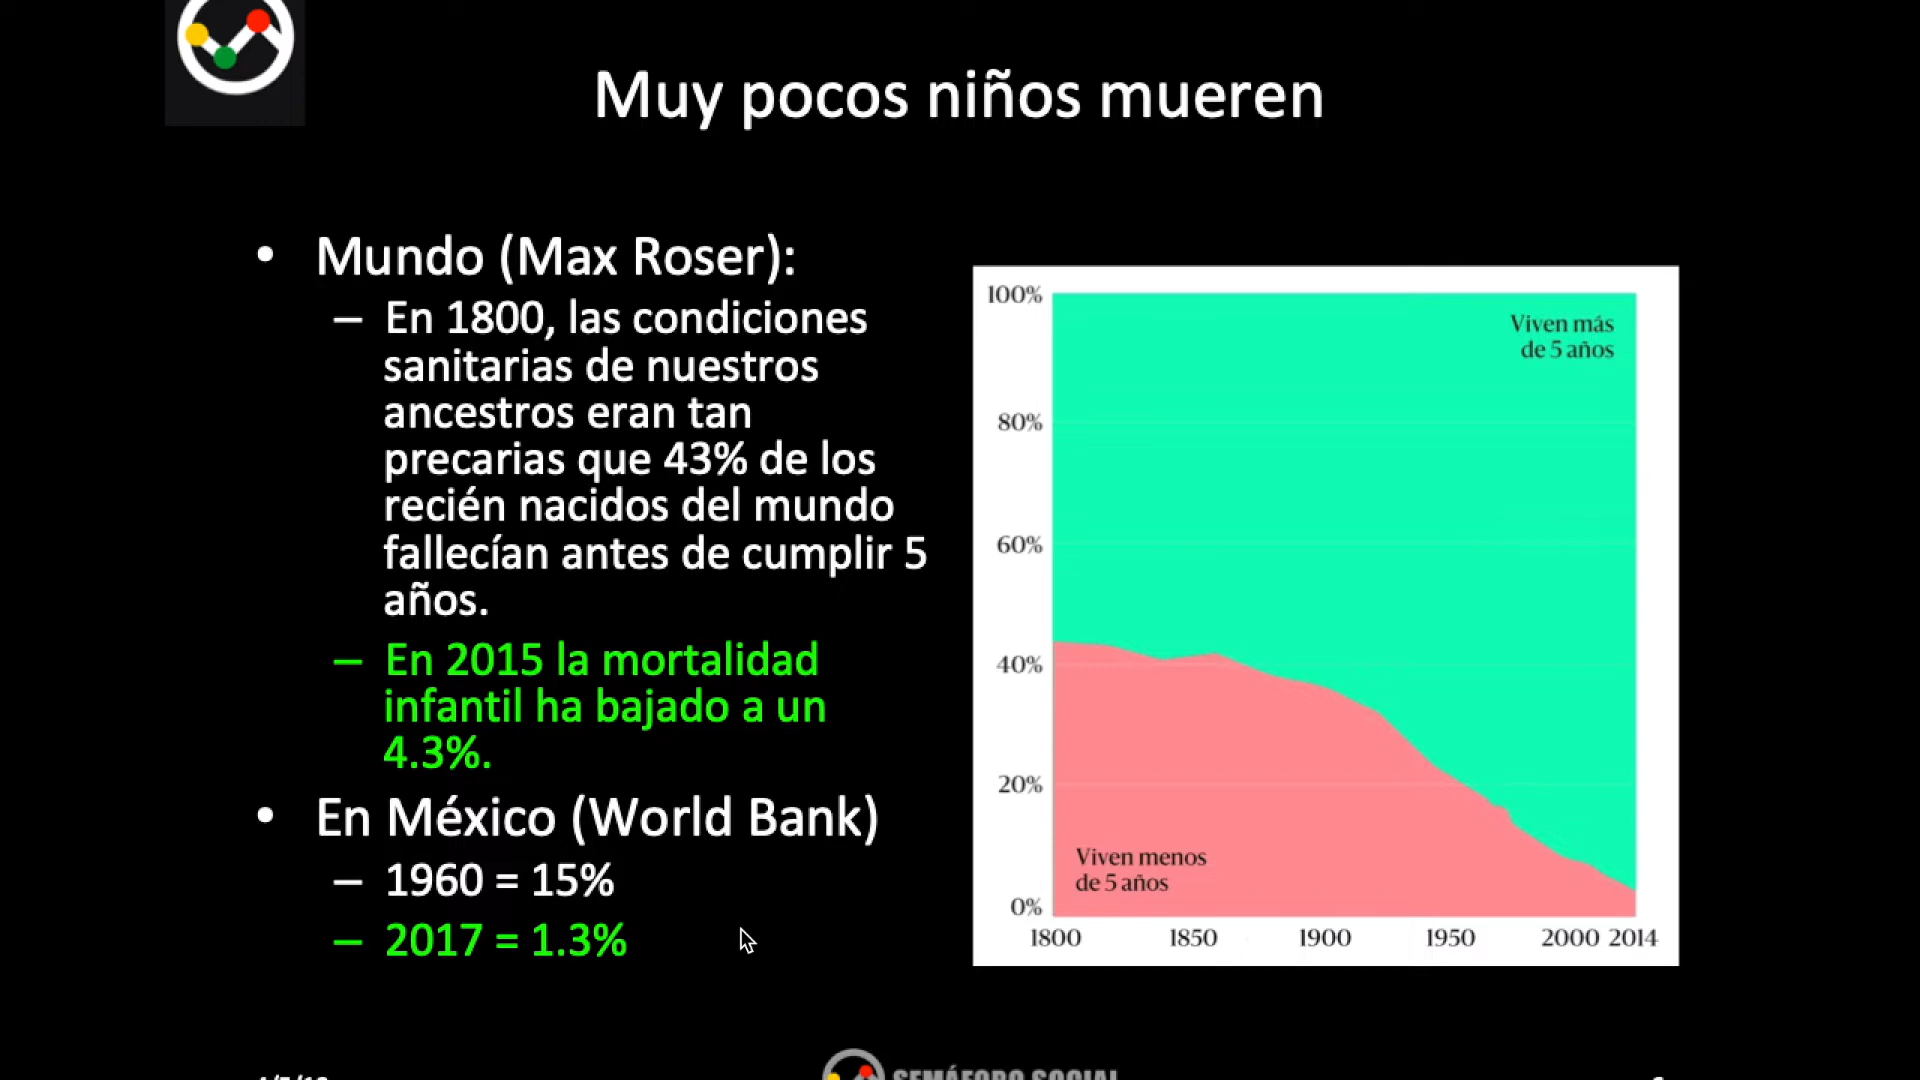 Muy pocos niños mueren
• Mundo (Max Roser):
– En 1800, las condiciones
sanitarias de nuestros
ancestros eran tan
precarias que 43% de los
recién nacidos del mundo
fallecían antes de cumplir 5
años.
– En 2015 la mortalidad
infantil ha bajado a un
4.3%.
• En México (World Bank)
– 1960 = 15%
– 2017 = 1.3%
100%
80%
60%
40%
20%
0%
Viven más
de 5 años
Viven menos
de 5 años
1800 1850 1900 1950 2000 2014
SEMÁFORO SOCIAL